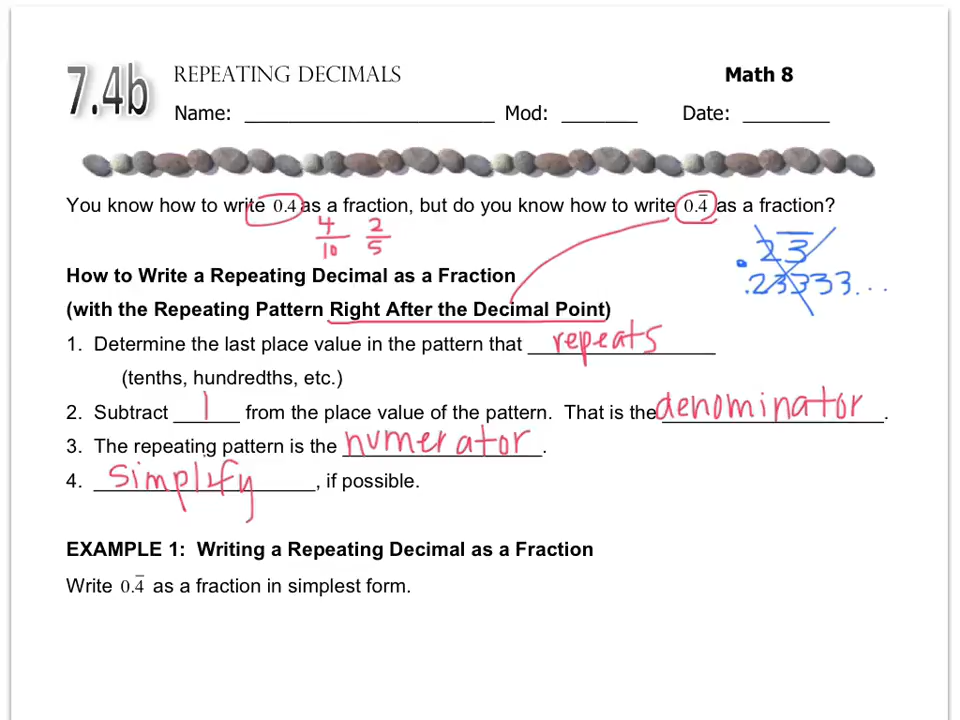 7.4b REPEATING DECIMALS Math 8
Name: ____________________ Mod: ______ Date: _______
You know how to write 0.4 as a fraction, but do you know how to write 0.4̅ as a fraction?
4/10 2/5
.23̅
.23333...
How to Write a Repeating Decimal as a Fraction
(with the Repeating Pattern Right After the Decimal Point)
1. Determine the last place value in the pattern that repeats
(tenths, hundredths, etc.)
2. Subtract 1 from the place value of the pattern. That is the denominator.
3. The repeating pattern is the numerator.
4. simplify, if possible.
EXAMPLE 1: Writing a Repeating Decimal as a Fraction
Write 0.4̅ as a fraction in simplest form.